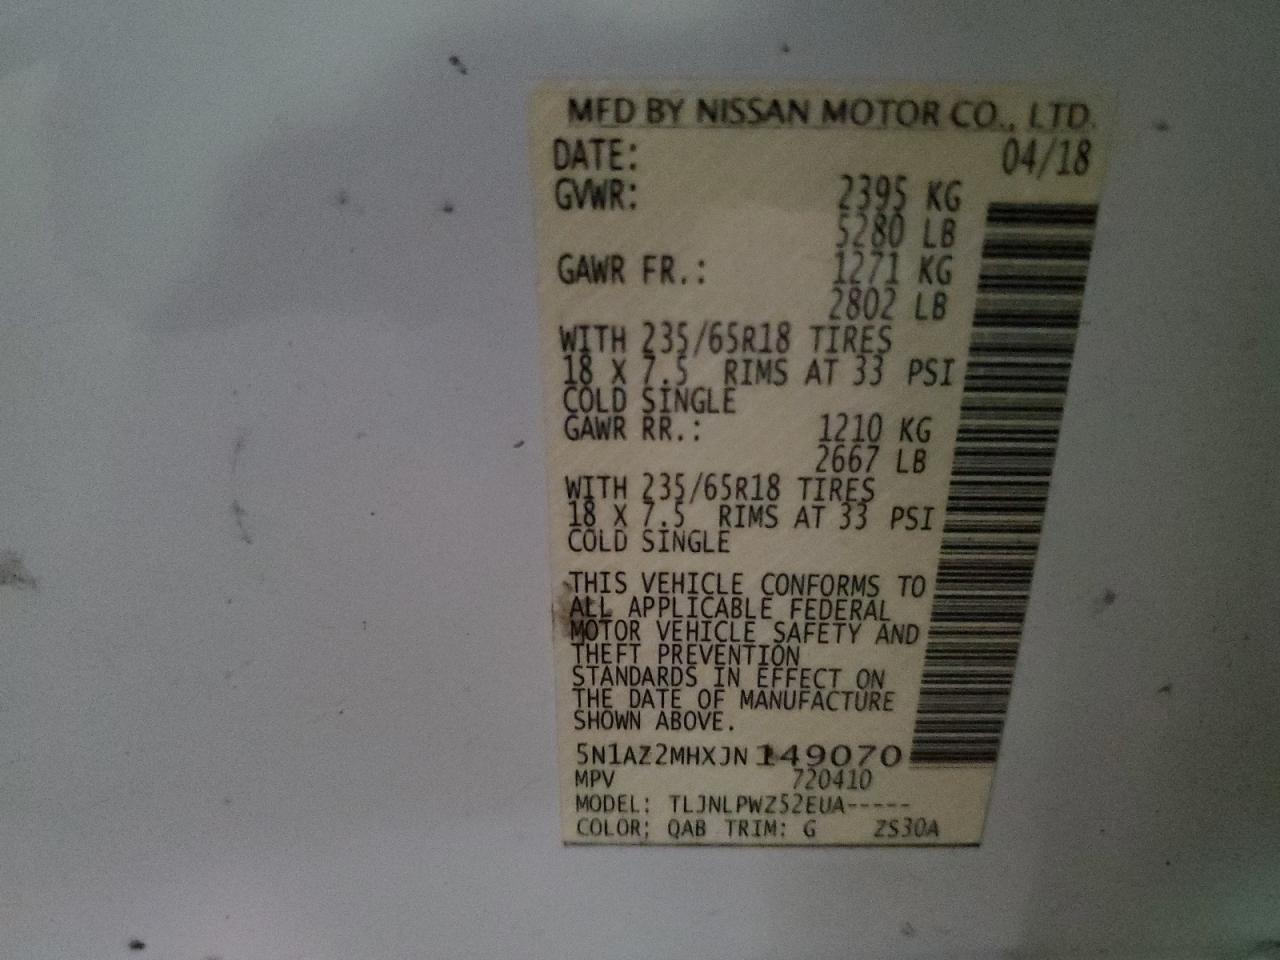 MFD BY NISSAN MOTOR CO., LTD.
DATE: 04/18
GVWR: 2395 KG
5280 LB
GAWR FR.: 1271 KG
2802 LB
WITH 235/65R18 TIRES
18 X 7.5 RIMS AT 33 PSI
COLD SINGLE
GAWR RR.: 1210 KG
2667 LB
WITH 235/65R18 TIRES
18 X 7.5 RIMS AT 33 PSI
COLD SINGLE
THIS VEHICLE CONFORMS TO
ALL APPLICABLE FEDERAL
MOTOR VEHICLE SAFETY AND
THEFT PREVENTION
STANDARDS IN EFFECT ON
THE DATE OF MANUFACTURE
SHOWN ABOVE.
5N1AZ2MHXJN149070
MPV 720410
MODEL: TLJNLPWZ52EUA-----
COLOR; QAB TRIM: G ZS30A